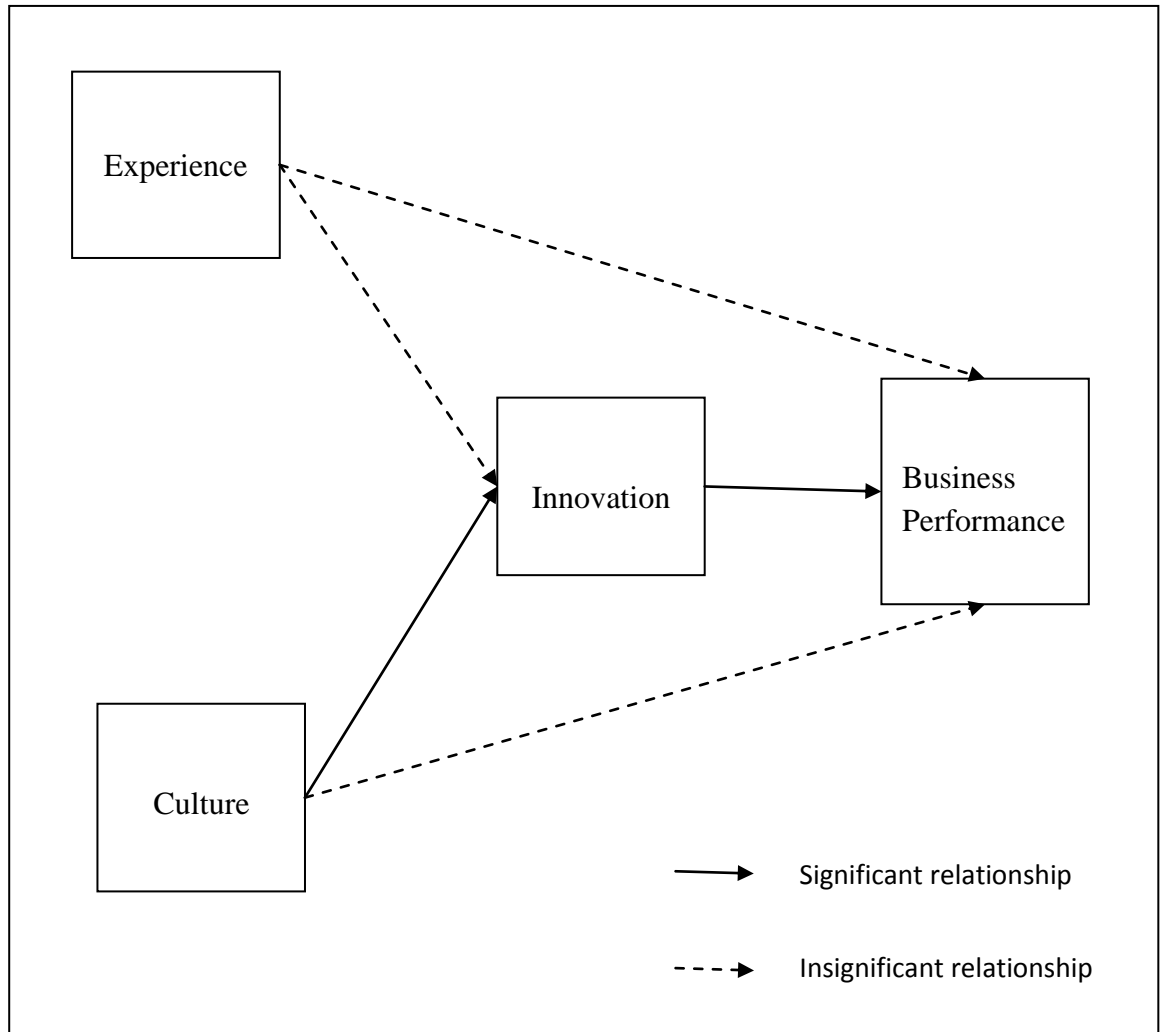 Experience
Innovation
Business
Performance
Culture
Significant relationship
Insignificant relationship